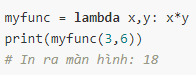 myfunc = lambda x,y: x*y
print(myfunc(3,6))
# In ra màn hình: 18